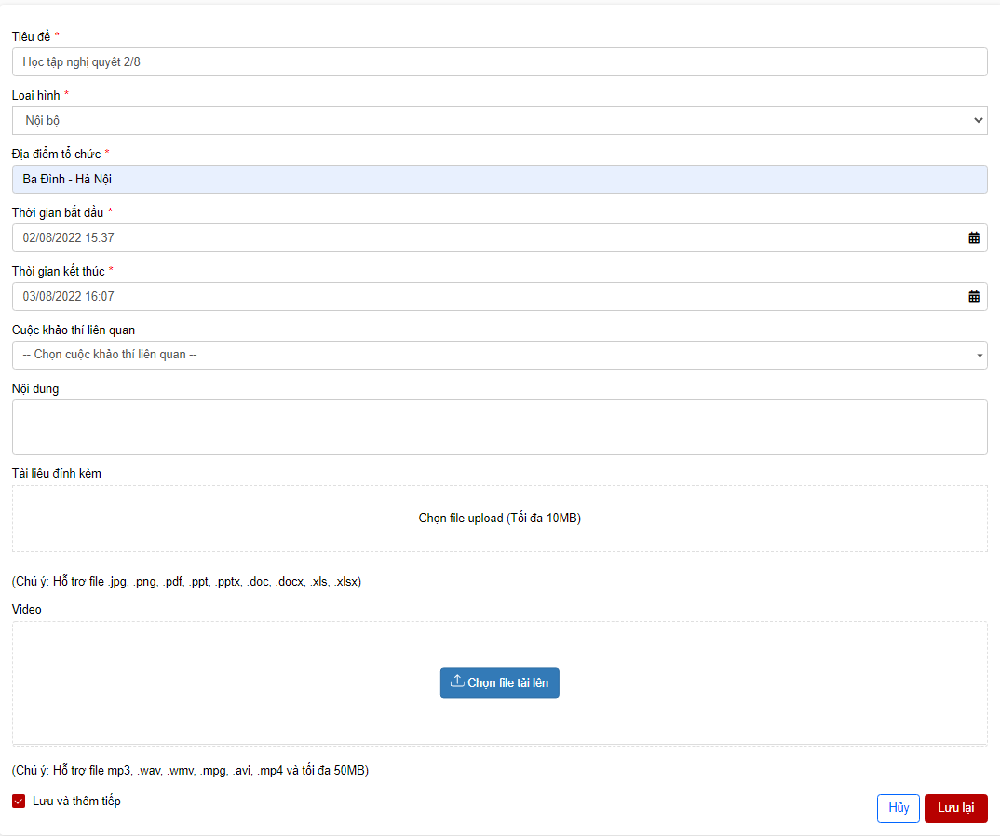 Tiêu đề *
Học tập nghị quyêt 2/8
Loại hình *
Nội bộ
Địa điểm tổ chức *
Ba Đình - Hà Nội
Thời gian bắt đầu *
02/08/2022 15:37
Thời gian kết thúc *
03/08/2022 16:07
Cuộc khảo thí liên quan
-- Chọn cuộc khảo thí liên quan --
Nội dung
Tài liệu đính kèm
Chọn file upload (Tối đa 10MB)
(Chú ý: Hỗ trợ file .jpg, .png, .pdf, .ppt, .pptx, .doc, .docx, .xls, .xlsx)
Video
Chọn file tải lên
(Chú ý: Hỗ trợ file mp3, .wav, .wmv, .mpg, .avi, .mp4 và tối đa 50MB)
Lưu và thêm tiếp
Hủy
Lưu lại